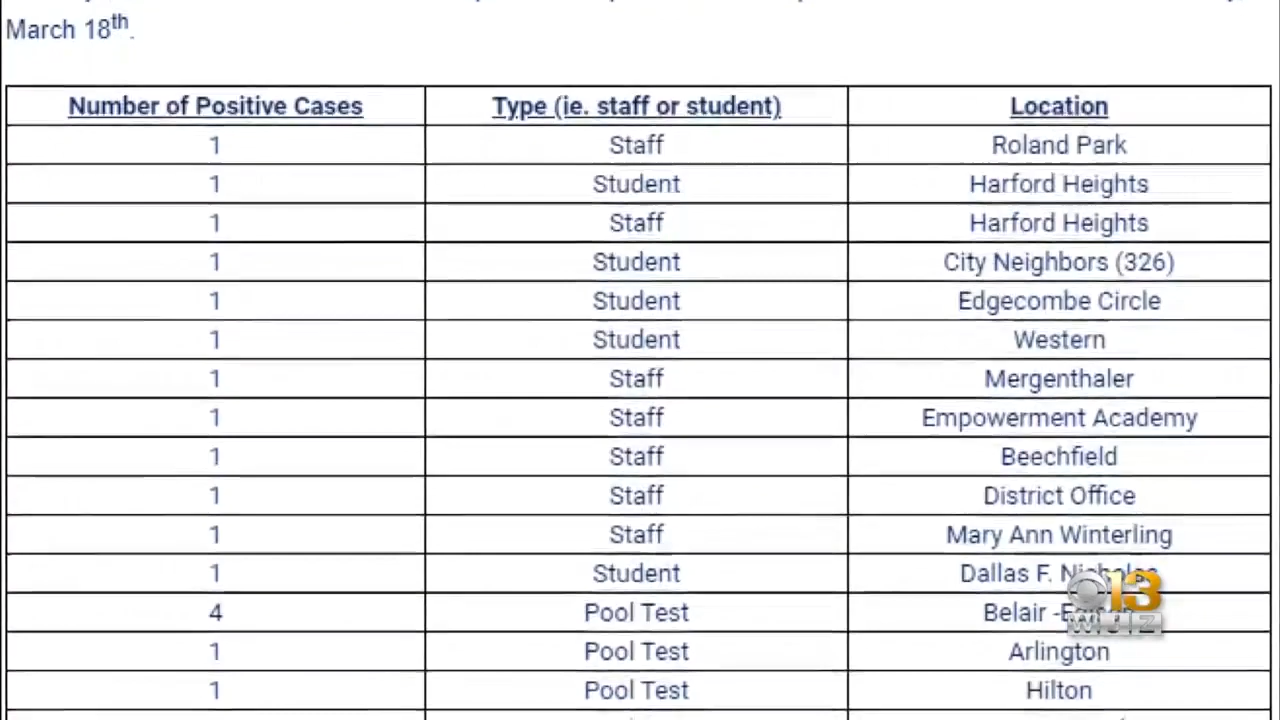 March 18th.
Number of Positive Cases Type (ie. staff or student) Location
1 Staff Roland Park
1 Student Harford Heights
1 Staff Harford Heights
1 Student City Neighbors (326)
1 Student Edgecombe Circle
1 Student Western
1 Staff Mergenthaler
1 Staff Empowerment Academy
1 Staff Beechfield
1 Staff District Office
1 Staff Mary Ann Winterling
1 Student Dallas F. Nicholas
4 Pool Test Belair -Edison
1 Pool Test Arlington
1 Pool Test Hilton
13
WJZ